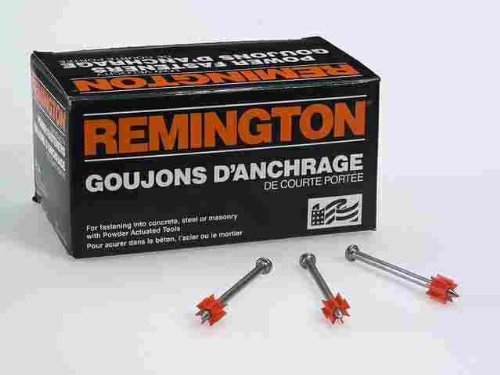 POWER FASTENERS
GOUJONS D'ANCHRAGE
REMINGTON
REMINGTON
GOUJONS D'ANCHRAGE
DE COURTE PORTÉE
For fastening into concrete, steel or masonry
with Powder Actuated Tools
Pour acurer dans le béton, l'acier ou le mortier